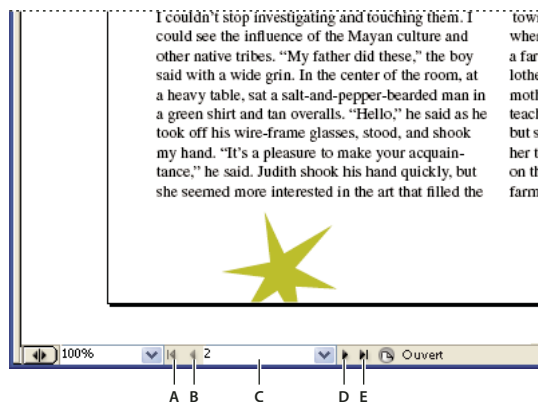 I couldn't stop investigating and touching them. I
could see the influence of the Mayan culture and
other native tribes. “My father did these,” the boy
said with a wide grin. In the center of the room, at
a heavy table, sat a salt-and-pepper-bearded man in
a green shirt and tan overalls. “Hello,” he said as he
took off his wire-frame glasses, stood, and shook
my hand. “It's a pleasure to make your acquain-
tance,” he said. Judith shook his hand quickly, but
she seemed more interested in the art that filled the
tow
when
a far
lothe
moth
teach
but s
her t
on th
farm
100%
2
Ouvert
A B C D E